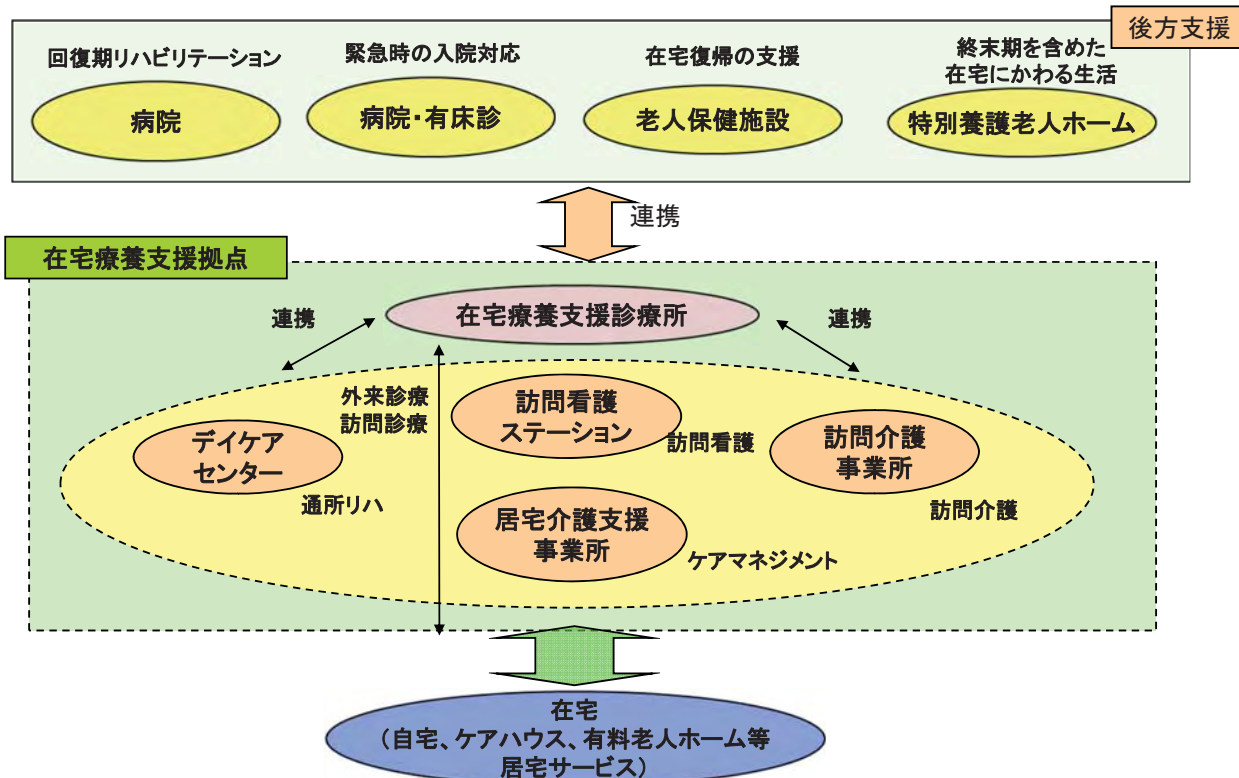 後方支援
回復期リハビリテーション
病院
緊急時の入院対応
病院・有床診
在宅復帰の支援
老人保健施設
終末期を含めた
在宅にかわる生活
特別養護老人ホーム
連携
在宅療養支援拠点
在宅療養支援診療所
連携
連携
外来診療
訪問診療
デイケア
センター
通所リハ
訪問看護
ステーション
訪問看護
訪問介護
事業所
訪問介護
居宅介護支援
事業所
ケアマネジメント
在宅
（自宅、ケアハウス、有料老人ホーム等
居宅サービス）